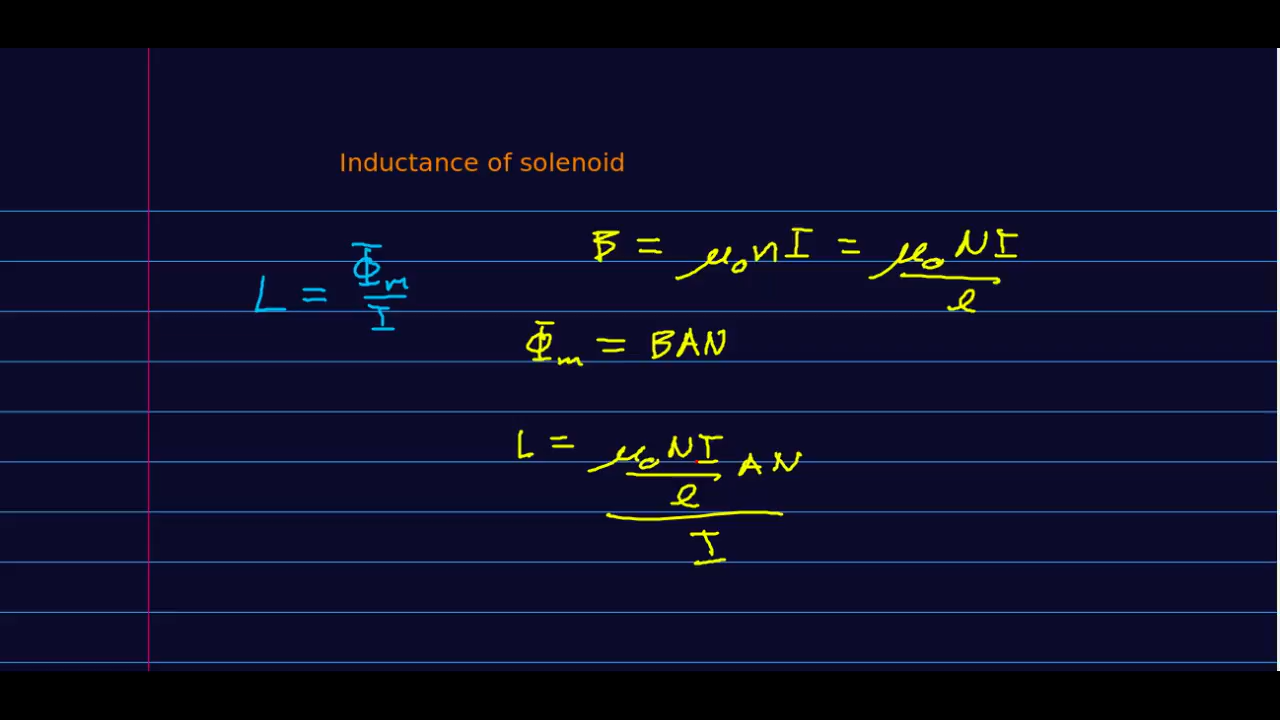 Inductance of solenoid
L = Φm / I
B = μ₀nI = μ₀NI / ℓ
Φm = BAN
L = (μ₀NI / ℓ) AN / I